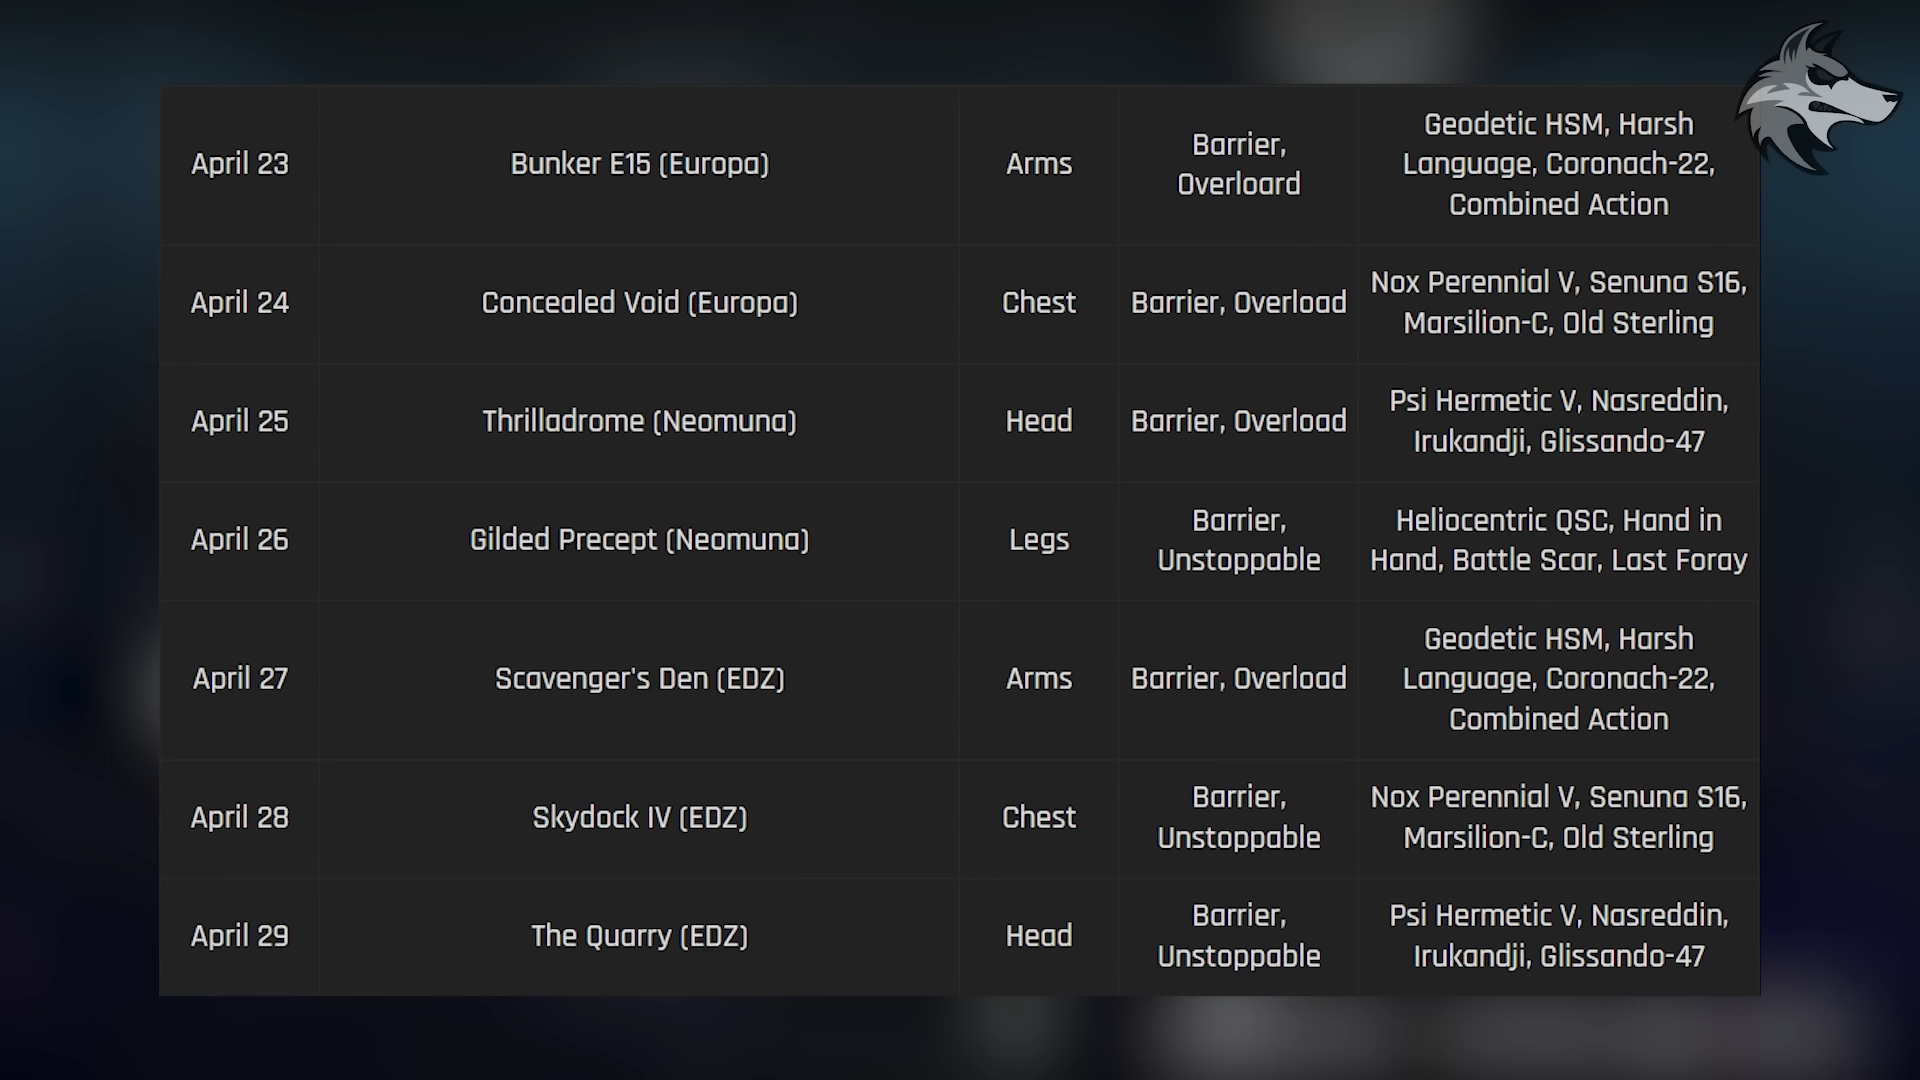 April 23
Bunker E15 (Europa)
Arms
Barrier,
Overloard
Geodetic HSM, Harsh
Language, Coronach-22,
Combined Action
April 24
Concealed Void (Europa)
Chest
Barrier, Overload
Nox Perennial V, Senuna S16,
Marsilion-C, Old Sterling
April 25
Thrilladrome (Neomuna)
Head
Barrier, Overload
Psi Hermetic V, Nasreddin,
Irukandji, Glissando-47
April 26
Gilded Precept (Neomuna)
Legs
Barrier,
Unstoppable
Heliocentric QSC, Hand in
Hand, Battle Scar, Last Foray
April 27
Scavenger's Den (EDZ)
Arms
Barrier, Overload
Geodetic HSM, Harsh
Language, Coronach-22,
Combined Action
April 28
Skydock IV (EDZ)
Chest
Barrier,
Unstoppable
Nox Perennial V, Senuna S16,
Marsilion-C, Old Sterling
April 29
The Quarry (EDZ)
Head
Barrier,
Unstoppable
Psi Hermetic V, Nasreddin,
Irukandji, Glissando-47